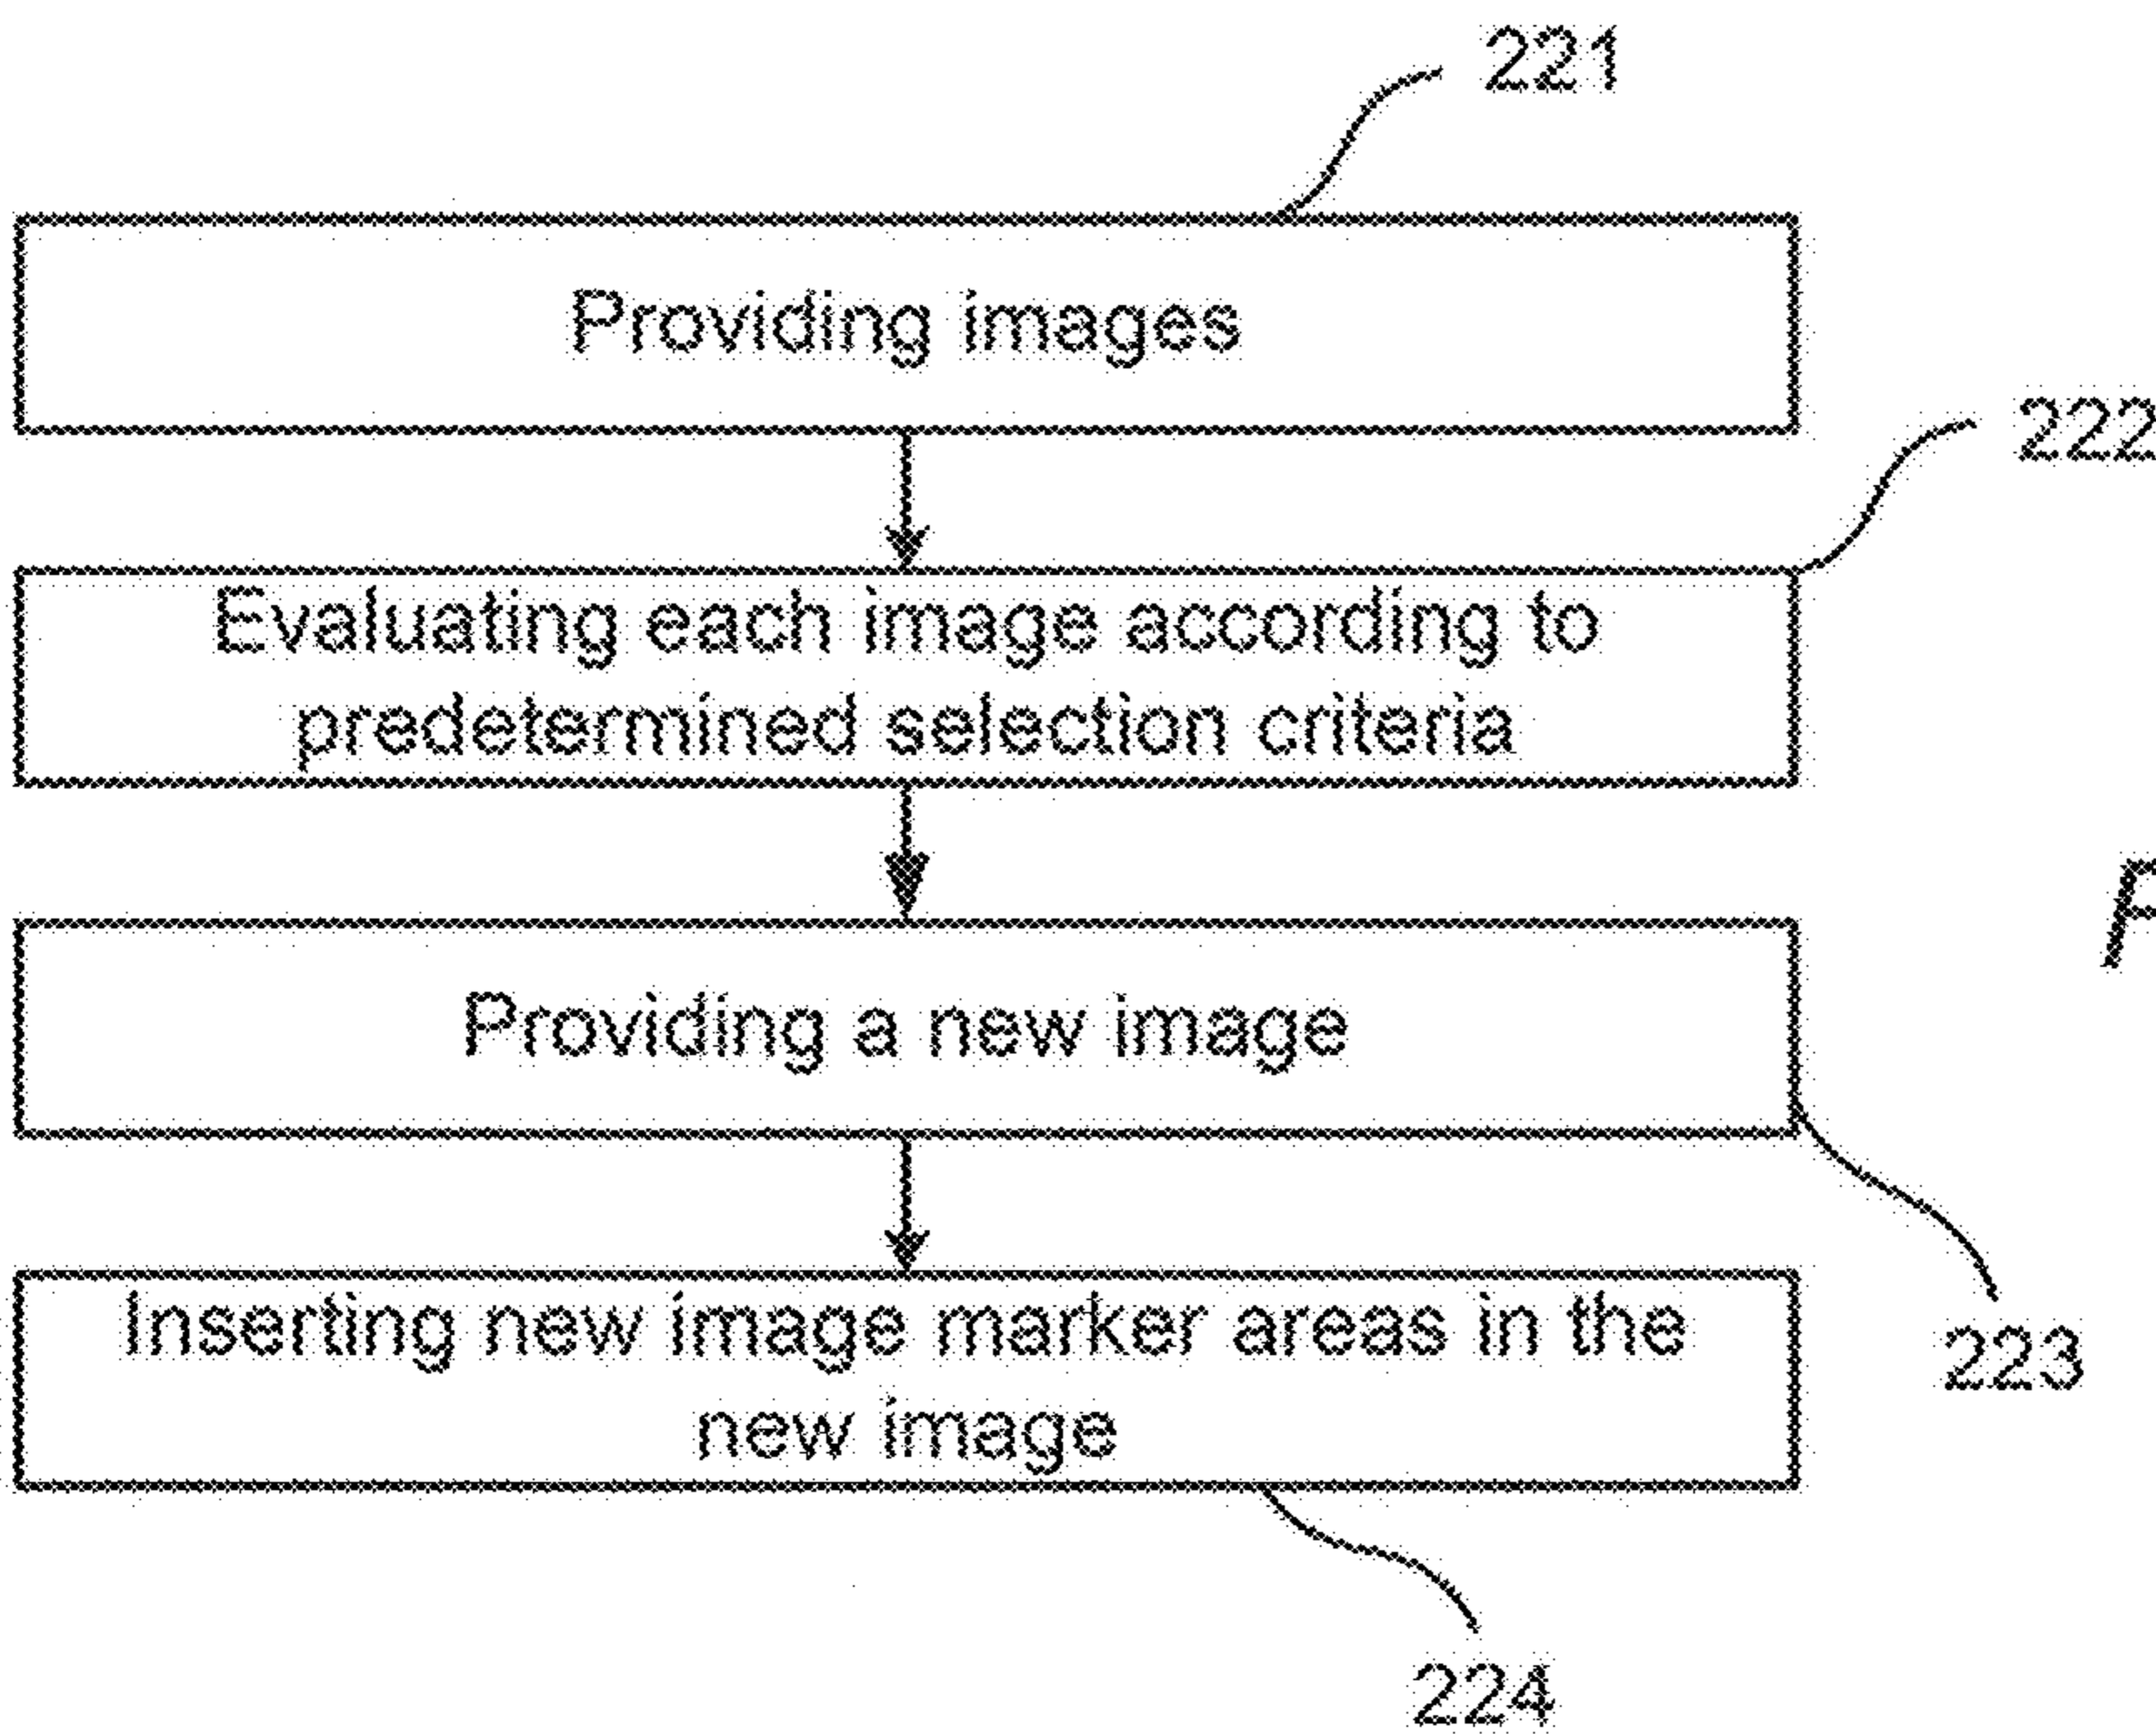 221
Providing images
222
Evaluating each image according to
predetermined selection criteria
Providing a new image
223
Inserting new image marker areas in the
new image
224